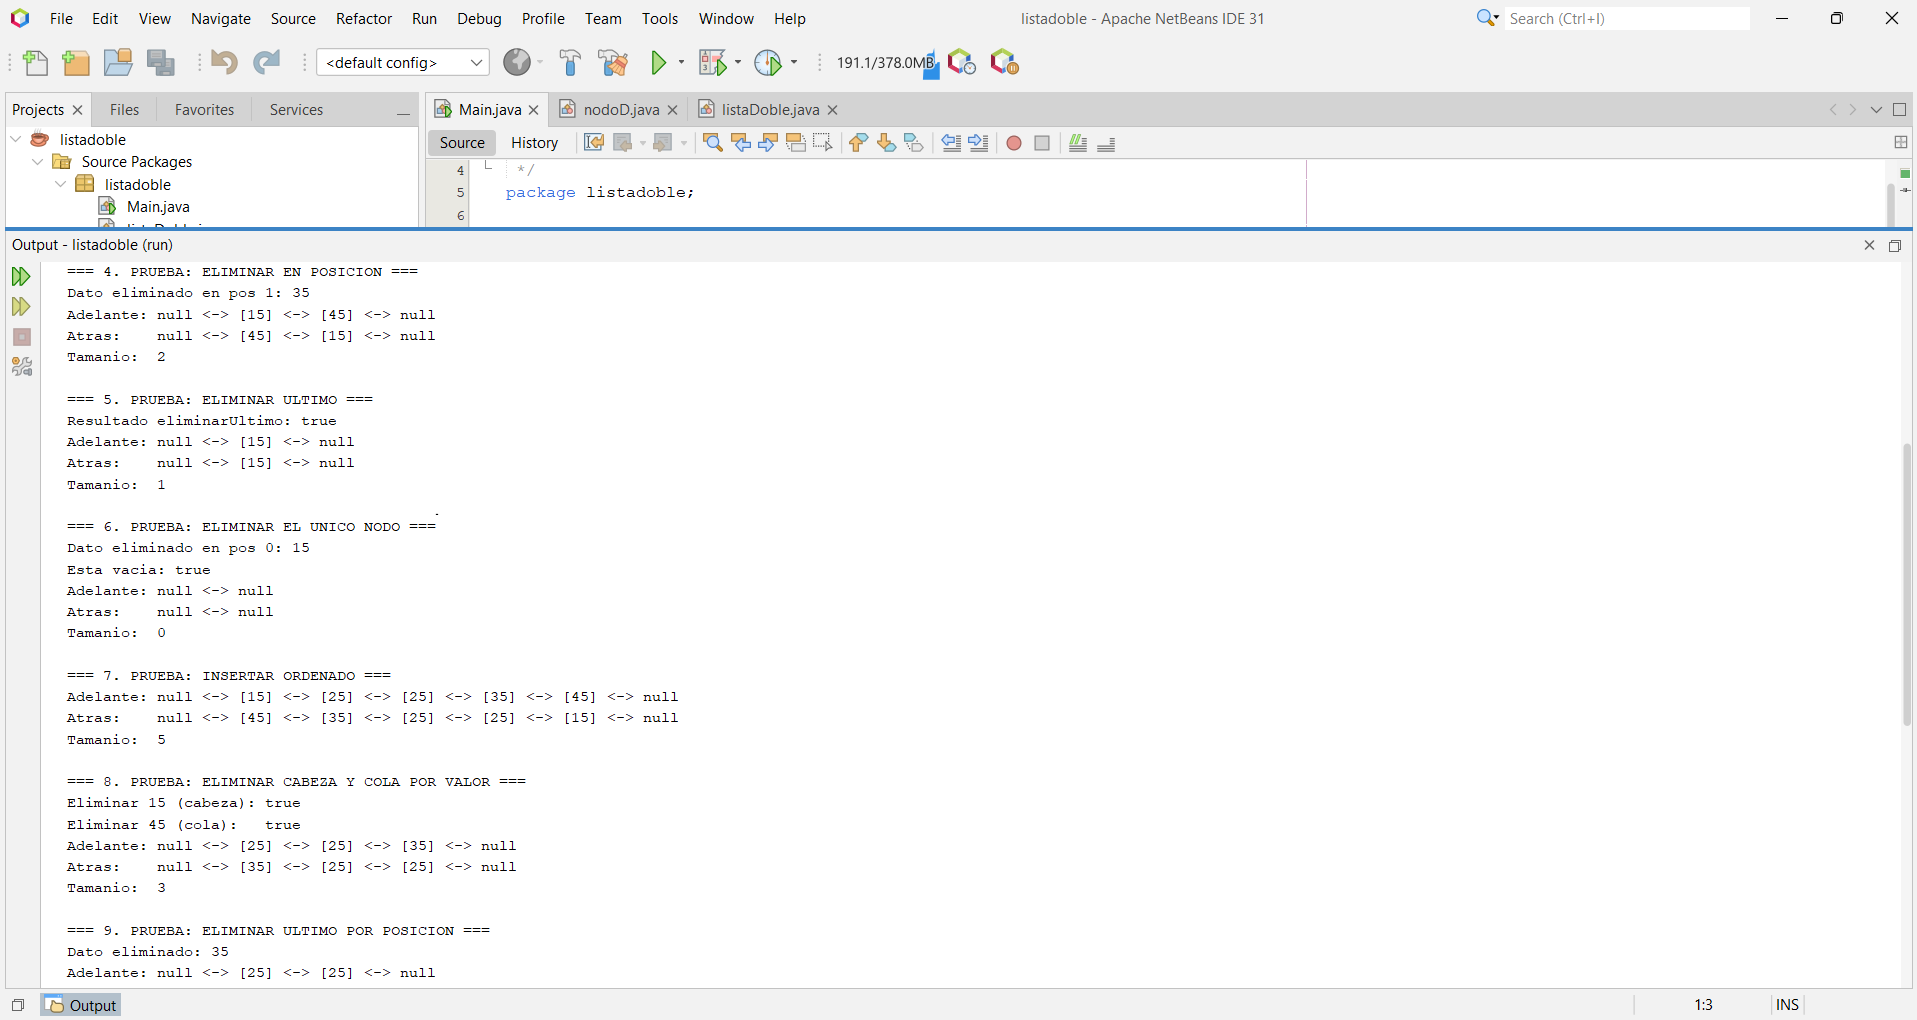 File Edit View Navigate Source Refactor Run Debug Profile Team Tools Window Help
listadoble - Apache NetBeans IDE 31
Search (Ctrl+I)
<default config>
191.1/378.0MB
Projects Files Favorites Services
Main.java nodoD.java listaDoble.java
Source History
listadoble
Source Packages
listadoble
Main.java
4 */
5 package listadoble;
6
Output - listadoble (run)
=== 4. PRUEBA: ELIMINAR EN POSICION ===
Dato eliminado en pos 1: 35
Adelante: null <-> [15] <-> [45] <-> null
Atras:    null <-> [45] <-> [15] <-> null
Tamanio:  2
=== 5. PRUEBA: ELIMINAR ULTIMO ===
Resultado eliminarUltimo: true
Adelante: null <-> [15] <-> null
Atras:    null <-> [15] <-> null
Tamanio:  1
=== 6. PRUEBA: ELIMINAR EL UNICO NODO ===
Dato eliminado en pos 0: 15
Esta vacia: true
Adelante: null <-> null
Atras:    null <-> null
Tamanio:  0
=== 7. PRUEBA: INSERTAR ORDENADO ===
Adelante: null <-> [15] <-> [25] <-> [25] <-> [35] <-> [45] <-> null
Atras:    null <-> [45] <-> [35] <-> [25] <-> [25] <-> [15] <-> null
Tamanio:  5
=== 8. PRUEBA: ELIMINAR CABEZA Y COLA POR VALOR ===
Eliminar 15 (cabeza): true
Eliminar 45 (cola):   true
Adelante: null <-> [25] <-> [25] <-> [35] <-> null
Atras:    null <-> [35] <-> [25] <-> [25] <-> null
Tamanio:  3
=== 9. PRUEBA: ELIMINAR ULTIMO POR POSICION ===
Dato eliminado: 35
Adelante: null <-> [25] <-> [25] <-> null
Output
1:3 INS